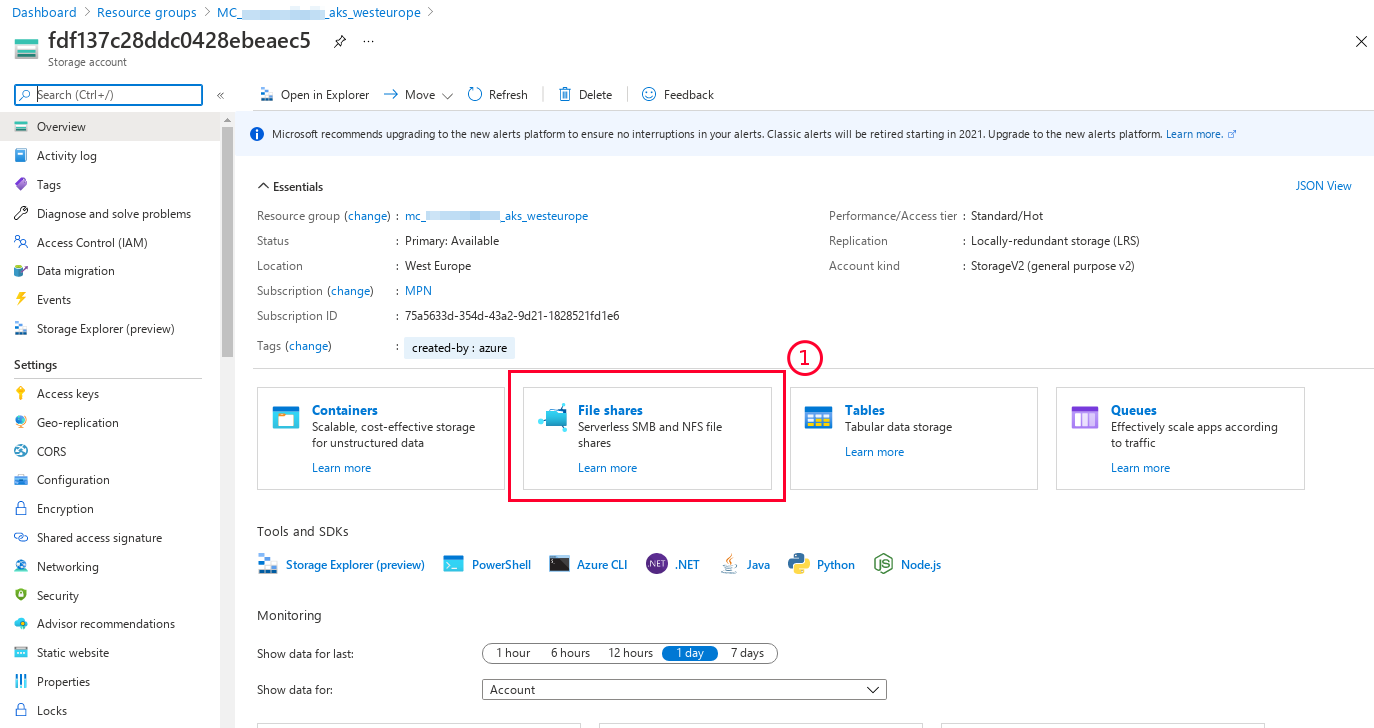 Dashboard > Resource groups > MC_ _aks_westeurope >
fdf137c28ddc0428ebeaec5 ...
Storage account
Search (Ctrl+/) «
Open in Explorer Move Refresh Delete Feedback
Overview
Activity log
Tags
Diagnose and solve problems
Access Control (IAM)
Data migration
Events
Storage Explorer (preview)
Settings
Access keys
Geo-replication
CORS
Configuration
Encryption
Shared access signature
Networking
Security
Advisor recommendations
Static website
Properties
Locks
Microsoft recommends upgrading to the new alerts platform to ensure no interruptions in your alerts. Classic alerts will be retired starting in 2021. Upgrade to the new alerts platform. Learn more.
Essentials
JSON View
Resource group (change) : mc_ _aks_westeurope
Status : Primary: Available
Location : West Europe
Subscription (change) : MPN
Subscription ID : 75a5633d-354d-43a2-9d21-1828521fd1e6
Tags (change) : created-by : azure
Performance/Access tier : Standard/Hot
Replication : Locally-redundant storage (LRS)
Account kind : StorageV2 (general purpose v2)
1
Containers
Scalable, cost-effective storage
for unstructured data
Learn more
File shares
Serverless SMB and NFS file
shares
Learn more
Tables
Tabular data storage
Learn more
Queues
Effectively scale apps according
to traffic
Learn more
Tools and SDKs
Storage Explorer (preview) PowerShell Azure CLI .NET .NET Java Python Node.js
Monitoring
Show data for last: 1 hour 6 hours 12 hours 1 day 7 days
Show data for: Account